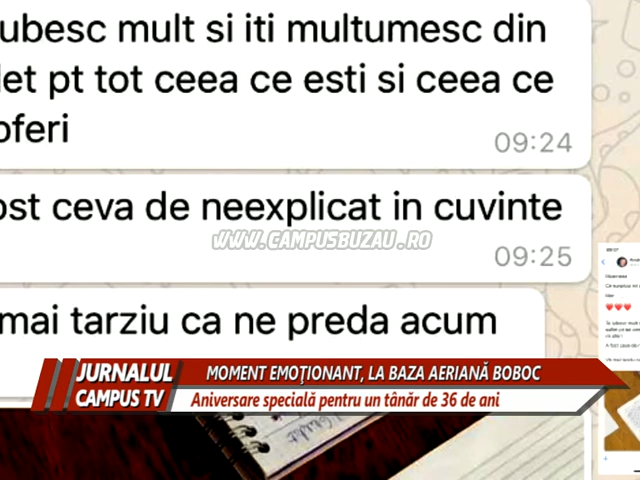 ubesc mult si iti multumesc din
let pt tot ceea ce esti si ceea ce
oferi
09:24
ost ceva de neexplicat in cuvinte
09:25
WWW.CAMPUSBUZAU.RO
mai tarziu ca ne preda acum
JURNALUL
CAMPUS TV
MOMENT EMOŢIONANT, LA BAZA AERIANĂ BOBOC
Aniversare specială pentru un tânăr de 36 de ani